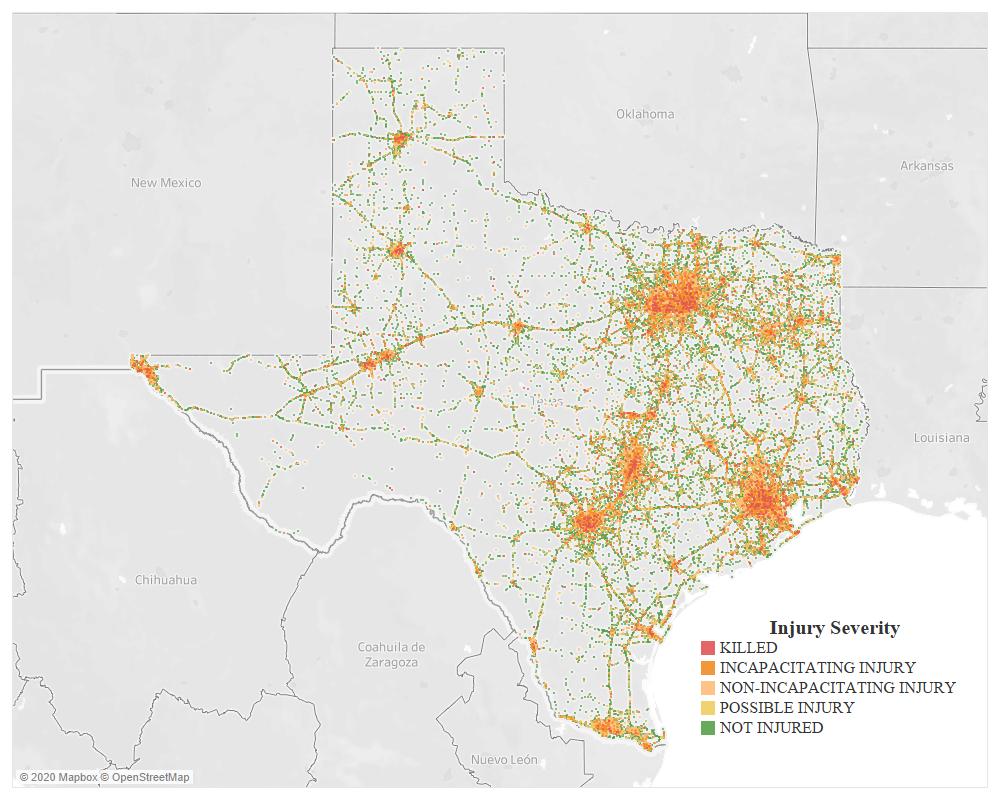 Oklahoma
Arkansas
New Mexico
Texas
Louisiana
Chihuahua
Coahuila de
Zaragoza
Nuevo León
Injury Severity
KILLED
INCAPACITATING INJURY
NON-INCAPACITATING INJURY
POSSIBLE INJURY
NOT INJURED
© 2020 Mapbox © OpenStreetMap